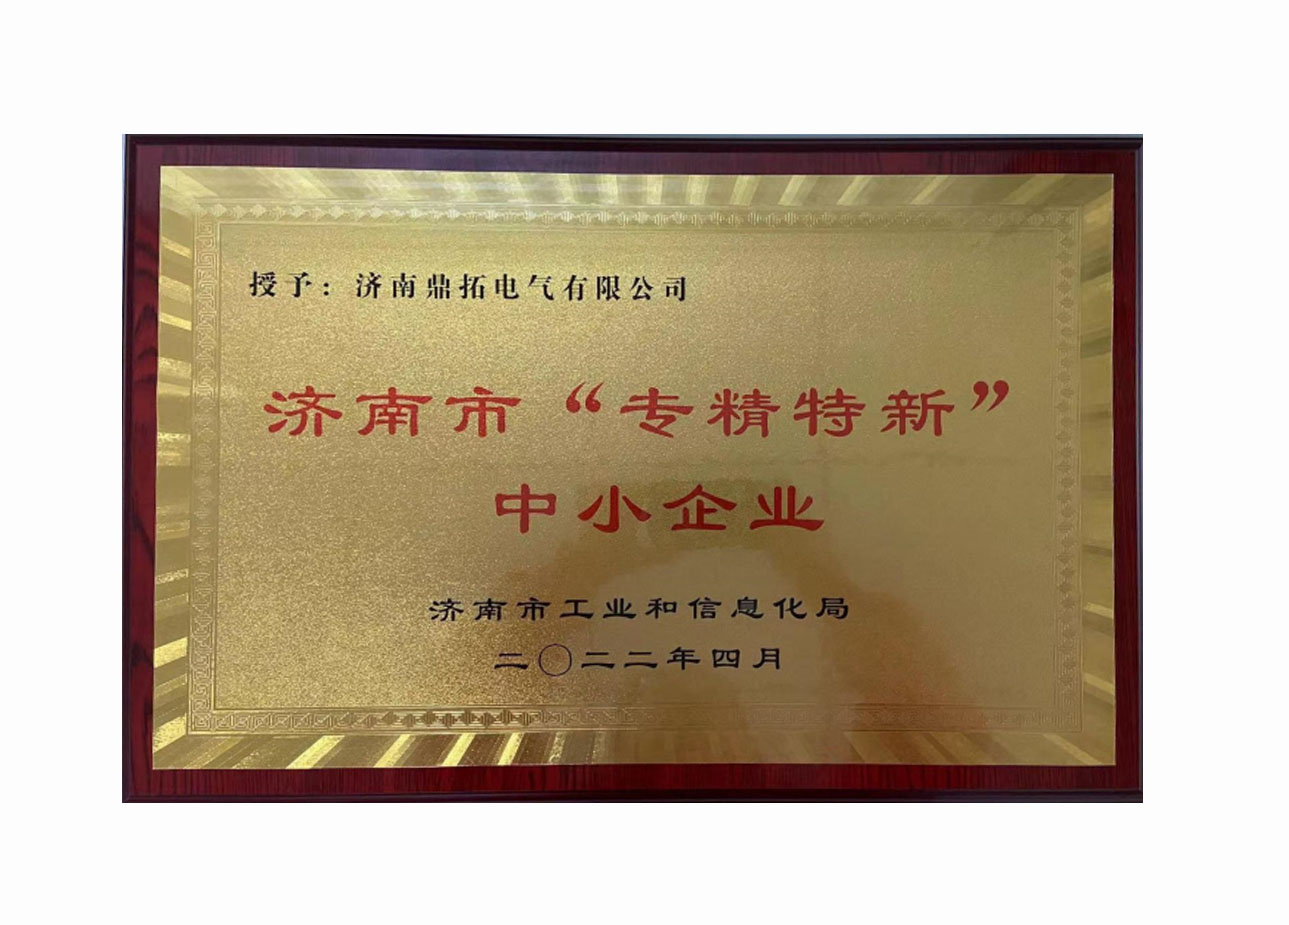 授予：济南鼎拓电气有限公司
济南市“专精特新”
中小企业
济南市工业和信息化局
二〇二二年四月